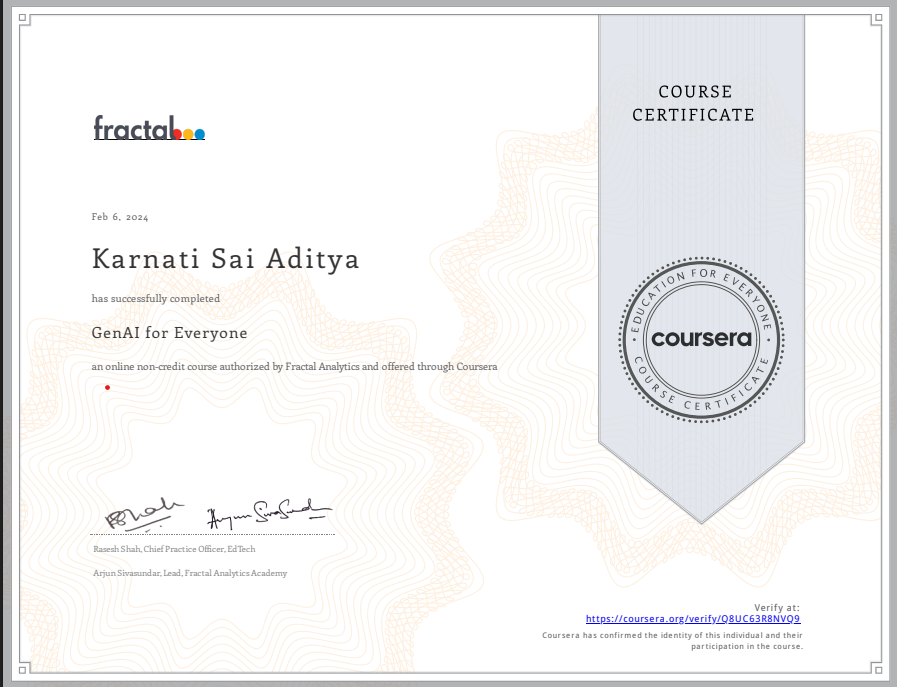 COURSE
CERTIFICATE
fractal
Feb 6, 2024
Karnati Sai Aditya
has successfully completed
GenAI for Everyone
an online non-credit course authorized by Fractal Analytics and offered through Coursera
EDUCATION FOR EVERYONE
coursera
COURSE CERTIFICATE
Rasesh Shah, Chief Practice Officer, EdTech
Arjun Sivasundar, Lead, Fractal Analytics Academy
Verify at:
https://coursera.org/verify/Q8UC63R8NVQ9
Coursera has confirmed the identity of this individual and their
participation in the course.